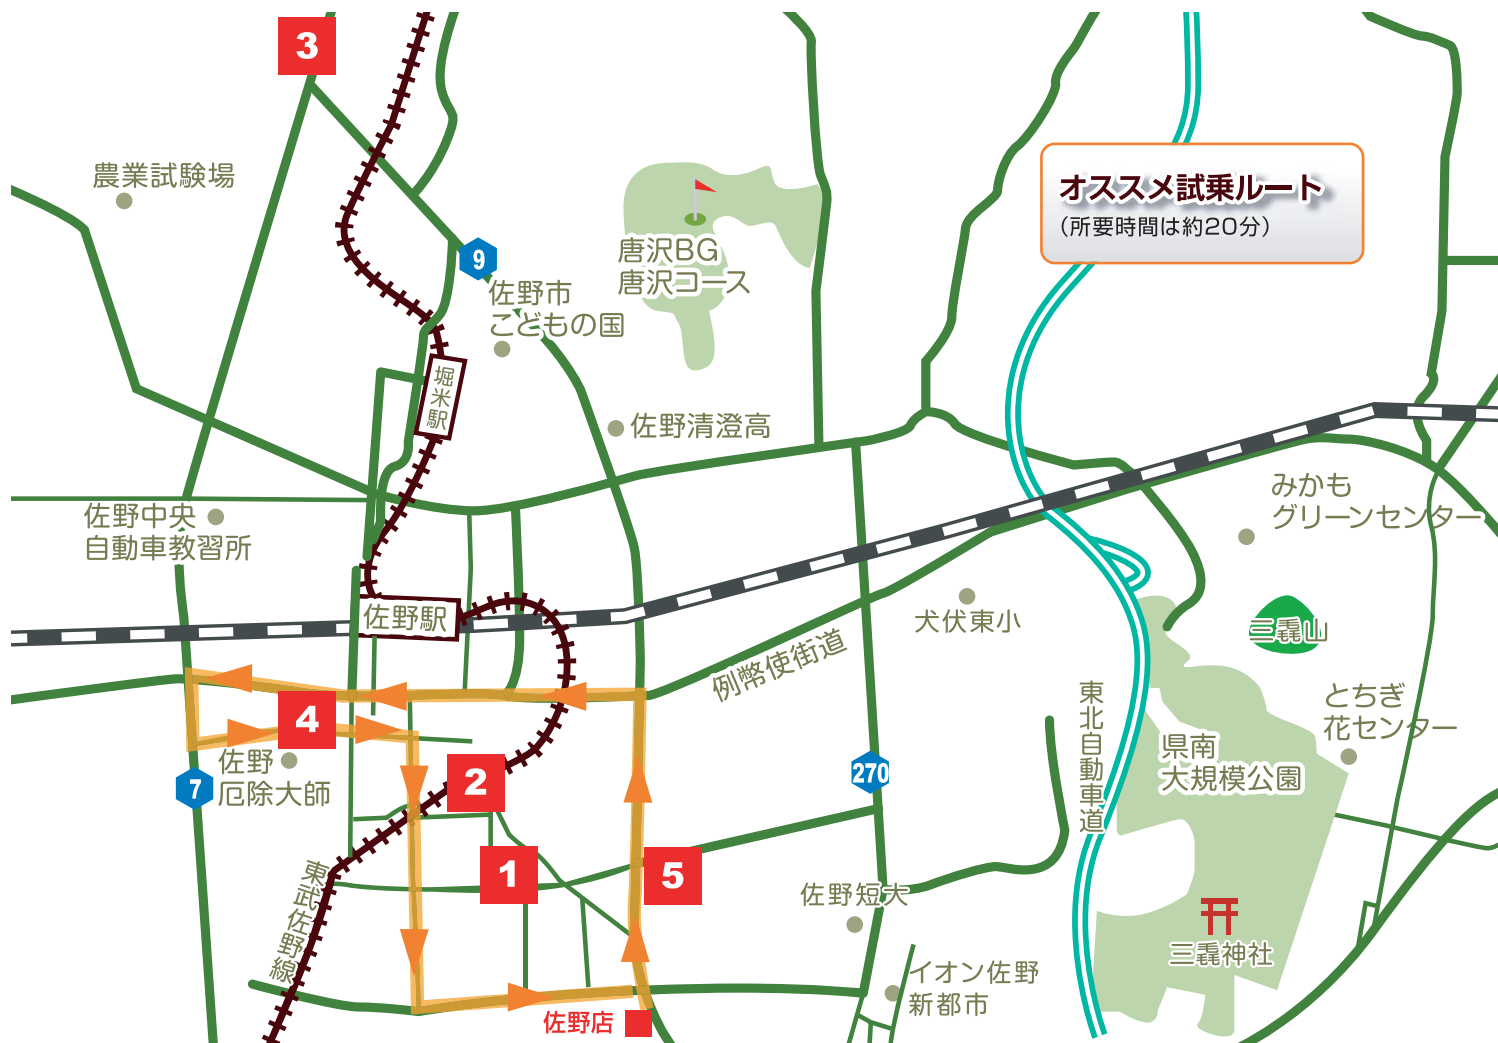 3
農業試験場
オススメ試乗ルート
(所要時間は約20分)
唐沢BG
唐沢コース
9
佐野市
こどもの国
堀米駅
佐野清澄高
みかも
グリーンセンター
佐野中央
自動車教習所
佐野駅
犬伏東小
三毳山
例幣使街道
とちぎ
花センター
東北自動車道
4
県南
大規模公園
佐野
厄除大師
7
2
270
1
5
東武佐野線
佐野短大
三毳神社
イオン佐野
新都市
佐野店